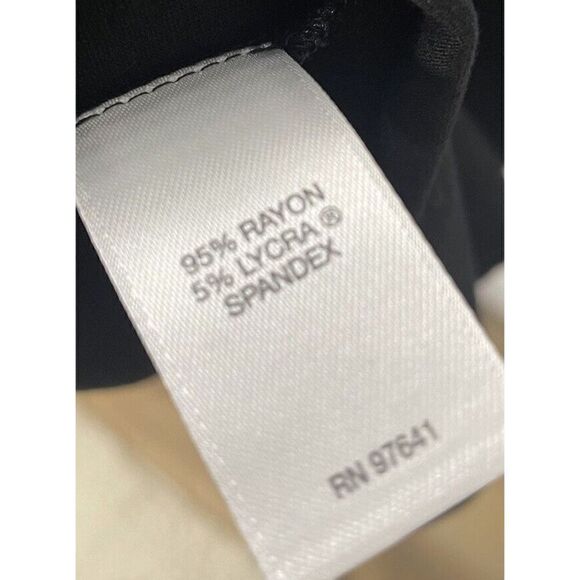 95% RAYON
5% LYCRA®
SPANDEX
RN 97641